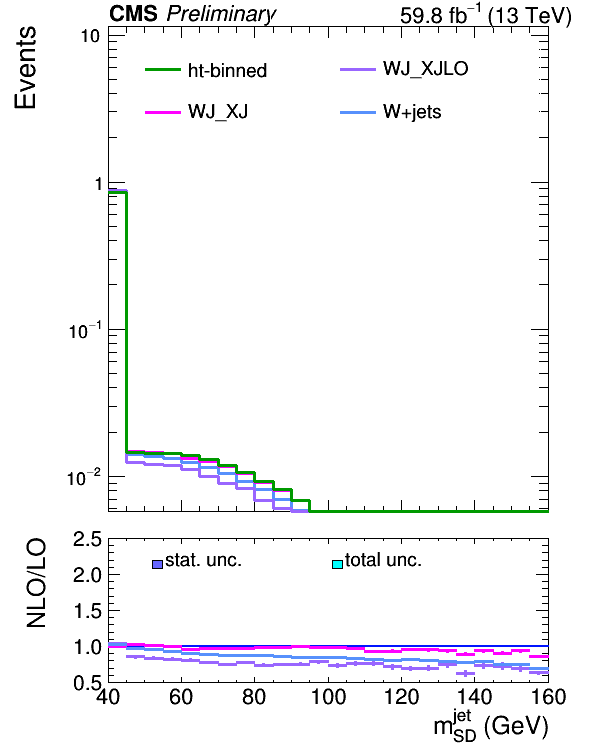 CMS Preliminary 59.8 fb⁻¹ (13 TeV)
Events
ht-binned WJ_XJLO
WJ_XJ W+jets
10
1
10⁻¹
10⁻²
NLO/LO
stat. unc. total unc.
2.5
2.0
1.5
1.0
0.5
40 60 80 100 120 140 160
m_SD^jet (GeV)